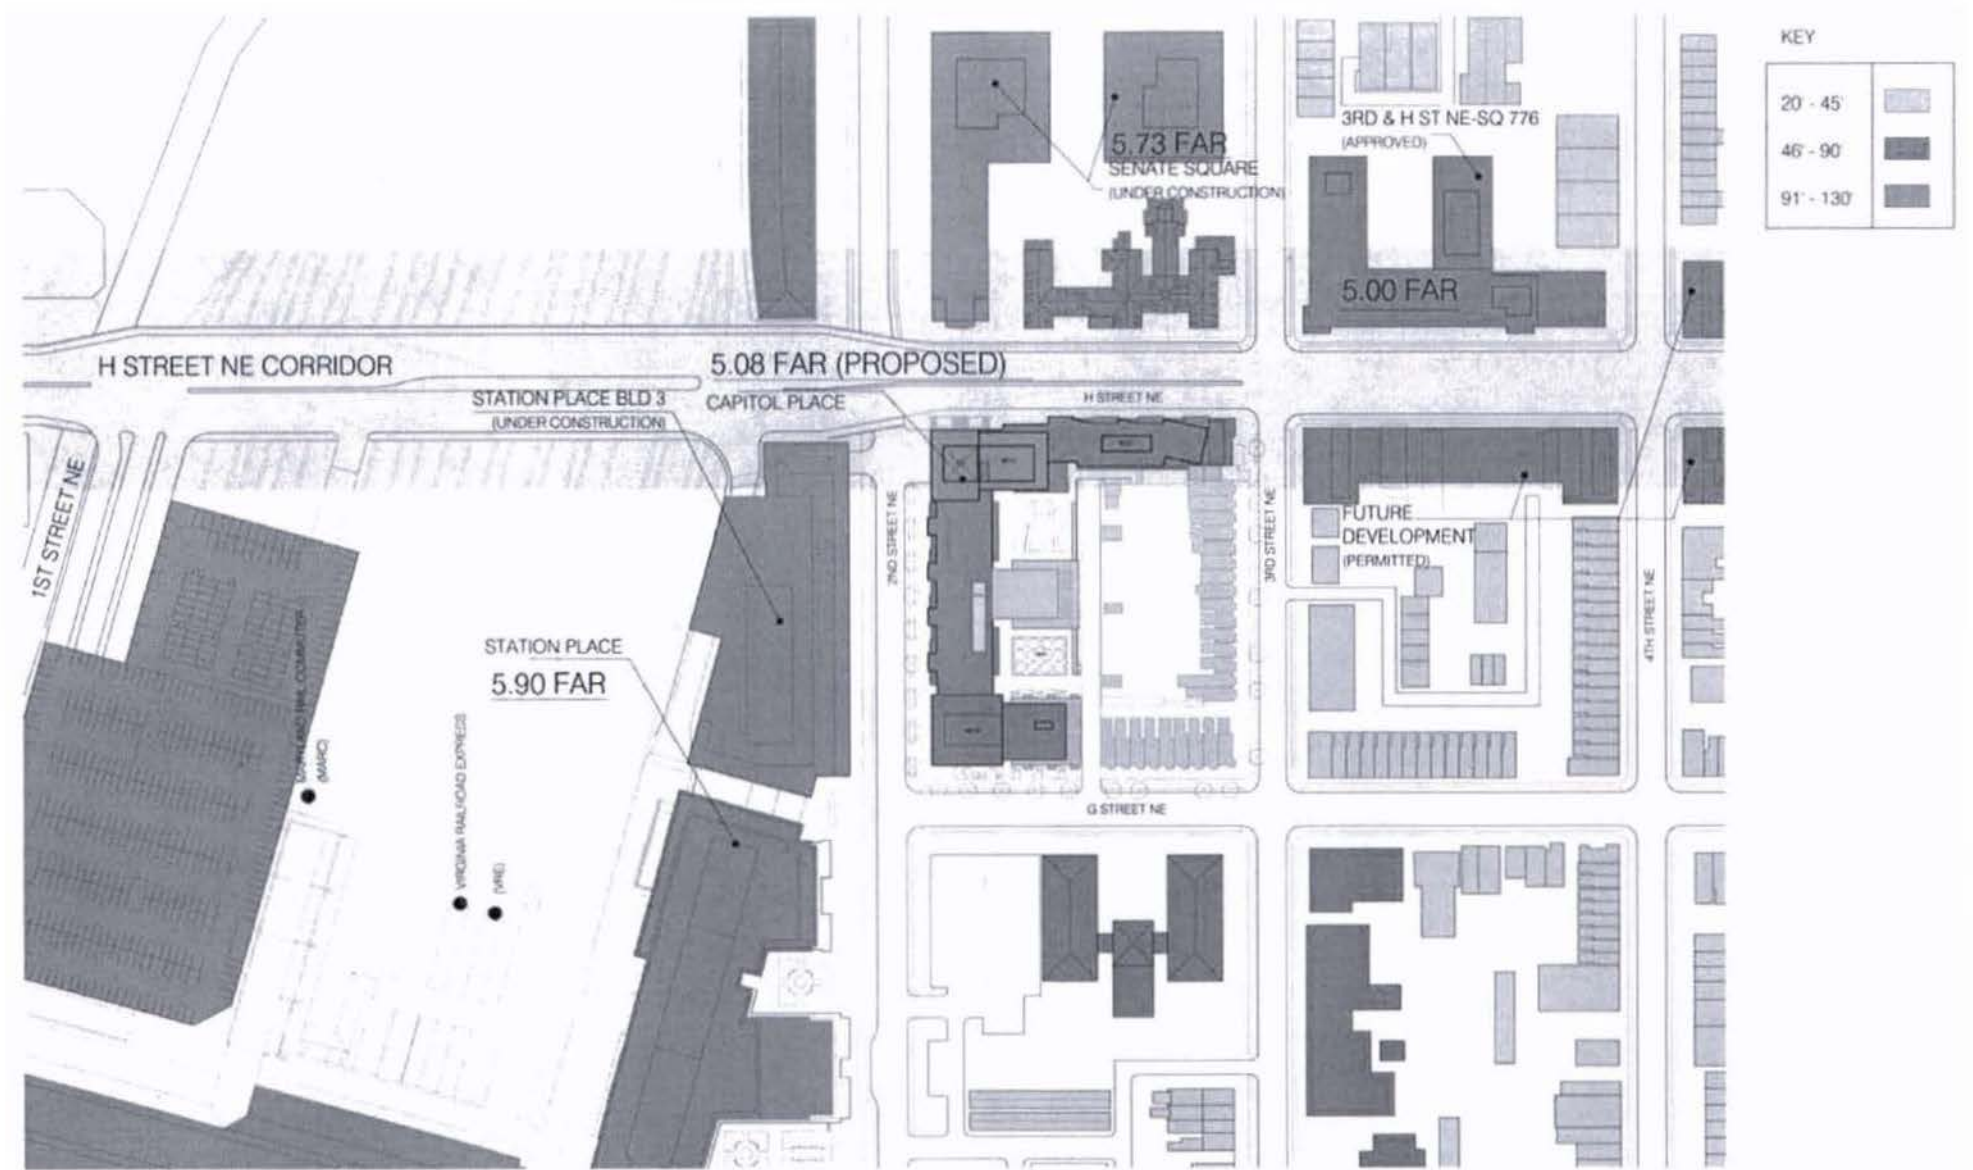 KEY
20' - 45'
46' - 90'
91' - 130'
3RD & H ST NE-SQ 776
(APPROVED)
5.73 FAR
SENATE SQUARE
(UNDER CONSTRUCTION)
5.00 FAR
H STREET NE CORRIDOR
5.08 FAR (PROPOSED)
CAPITOL PLACE
H STREET NE
STATION PLACE BLD 3
(UNDER CONSTRUCTION)
1ST STREET NE
2ND STREET NE
3RD STREET NE
4TH STREET NE
FUTURE
DEVELOPMENT
(PERMITTED)
STATION PLACE
5.90 FAR
MARYLAND RAIL COMMUTER
(MARC)
VIRGINIA RAILROAD EXPRESS
(VRE)
G STREET NE